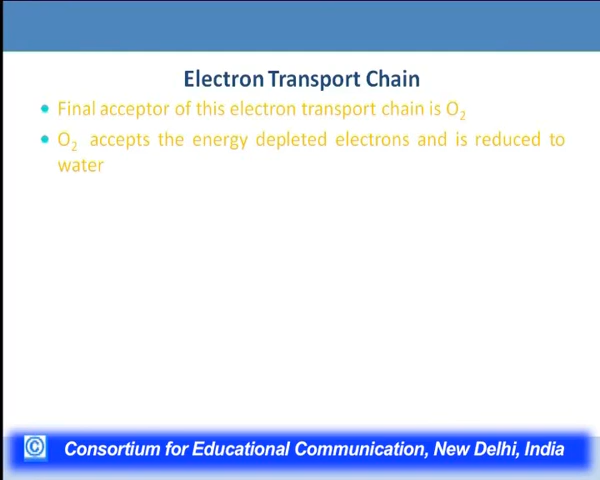 Electron Transport Chain
Final acceptor of this electron transport chain is O₂
O₂ accepts the energy depleted electrons and is reduced to
water
© Consortium for Educational Communication, New Delhi, India